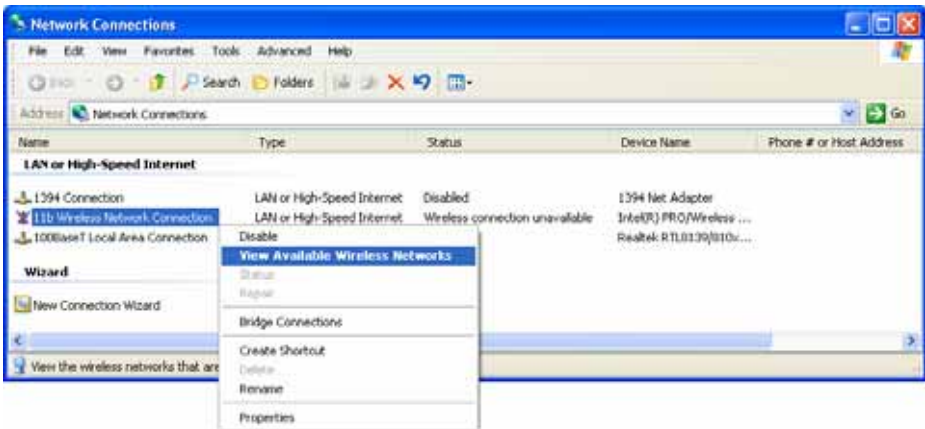 Network Connections
File Edit View Favorites Tools Advanced Help
Back Search Folders
Address Network Connections Go
Name Type Status Device Name Phone # or Host Address
LAN or High-Speed Internet
1394 Connection LAN or High-Speed Internet Disabled 1394 Net Adapter
11b Wireless Network Connection LAN or High-Speed Internet Wireless connection unavailable Intel(R) PRO/Wireless ...
100BaseT Local Area Connection Realtek RTL8139/810x...
Disable
View Available Wireless Networks
Status
Repair
Wizard
New Connection Wizard
Bridge Connections
Create Shortcut
Delete
Rename
Properties
View the wireless networks that are